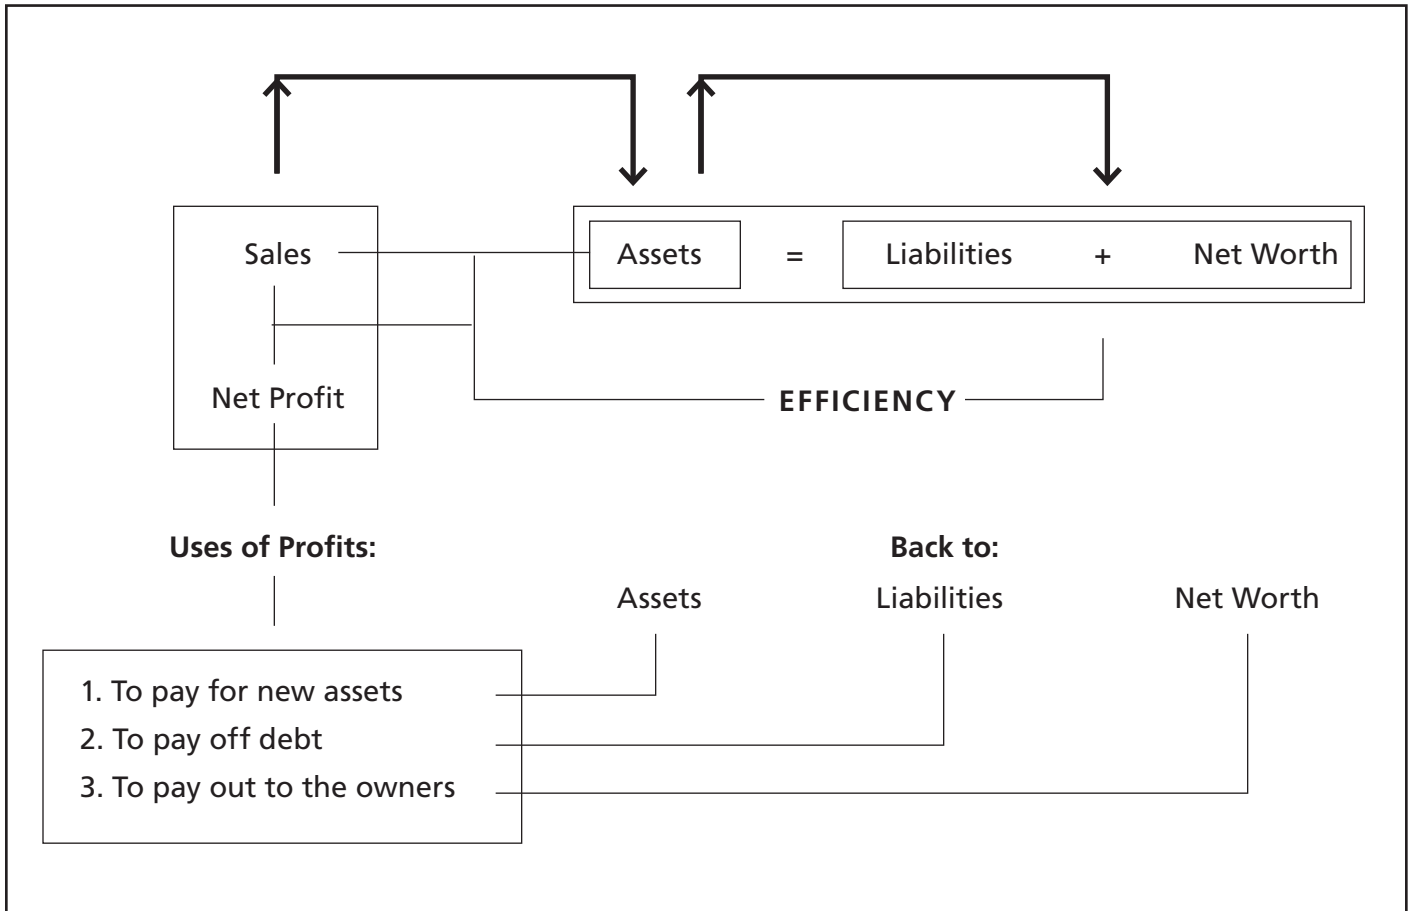 Sales Assets = Liabilities + Net Worth
Net Profit EFFICIENCY
Uses of Profits: Back to:
Assets Liabilities Net Worth
1. To pay for new assets
2. To pay off debt
3. To pay out to the owners